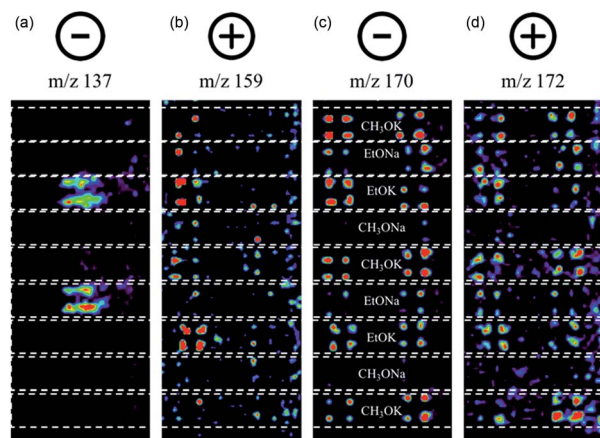 (a)
(b)
(c)
(d)
m/z 137
m/z 159
m/z 170
m/z 172
CH₃OK
EtONa
EtOK
CH₃ONa
CH₃OK
EtONa
EtOK
CH₃ONa
CH₃OK